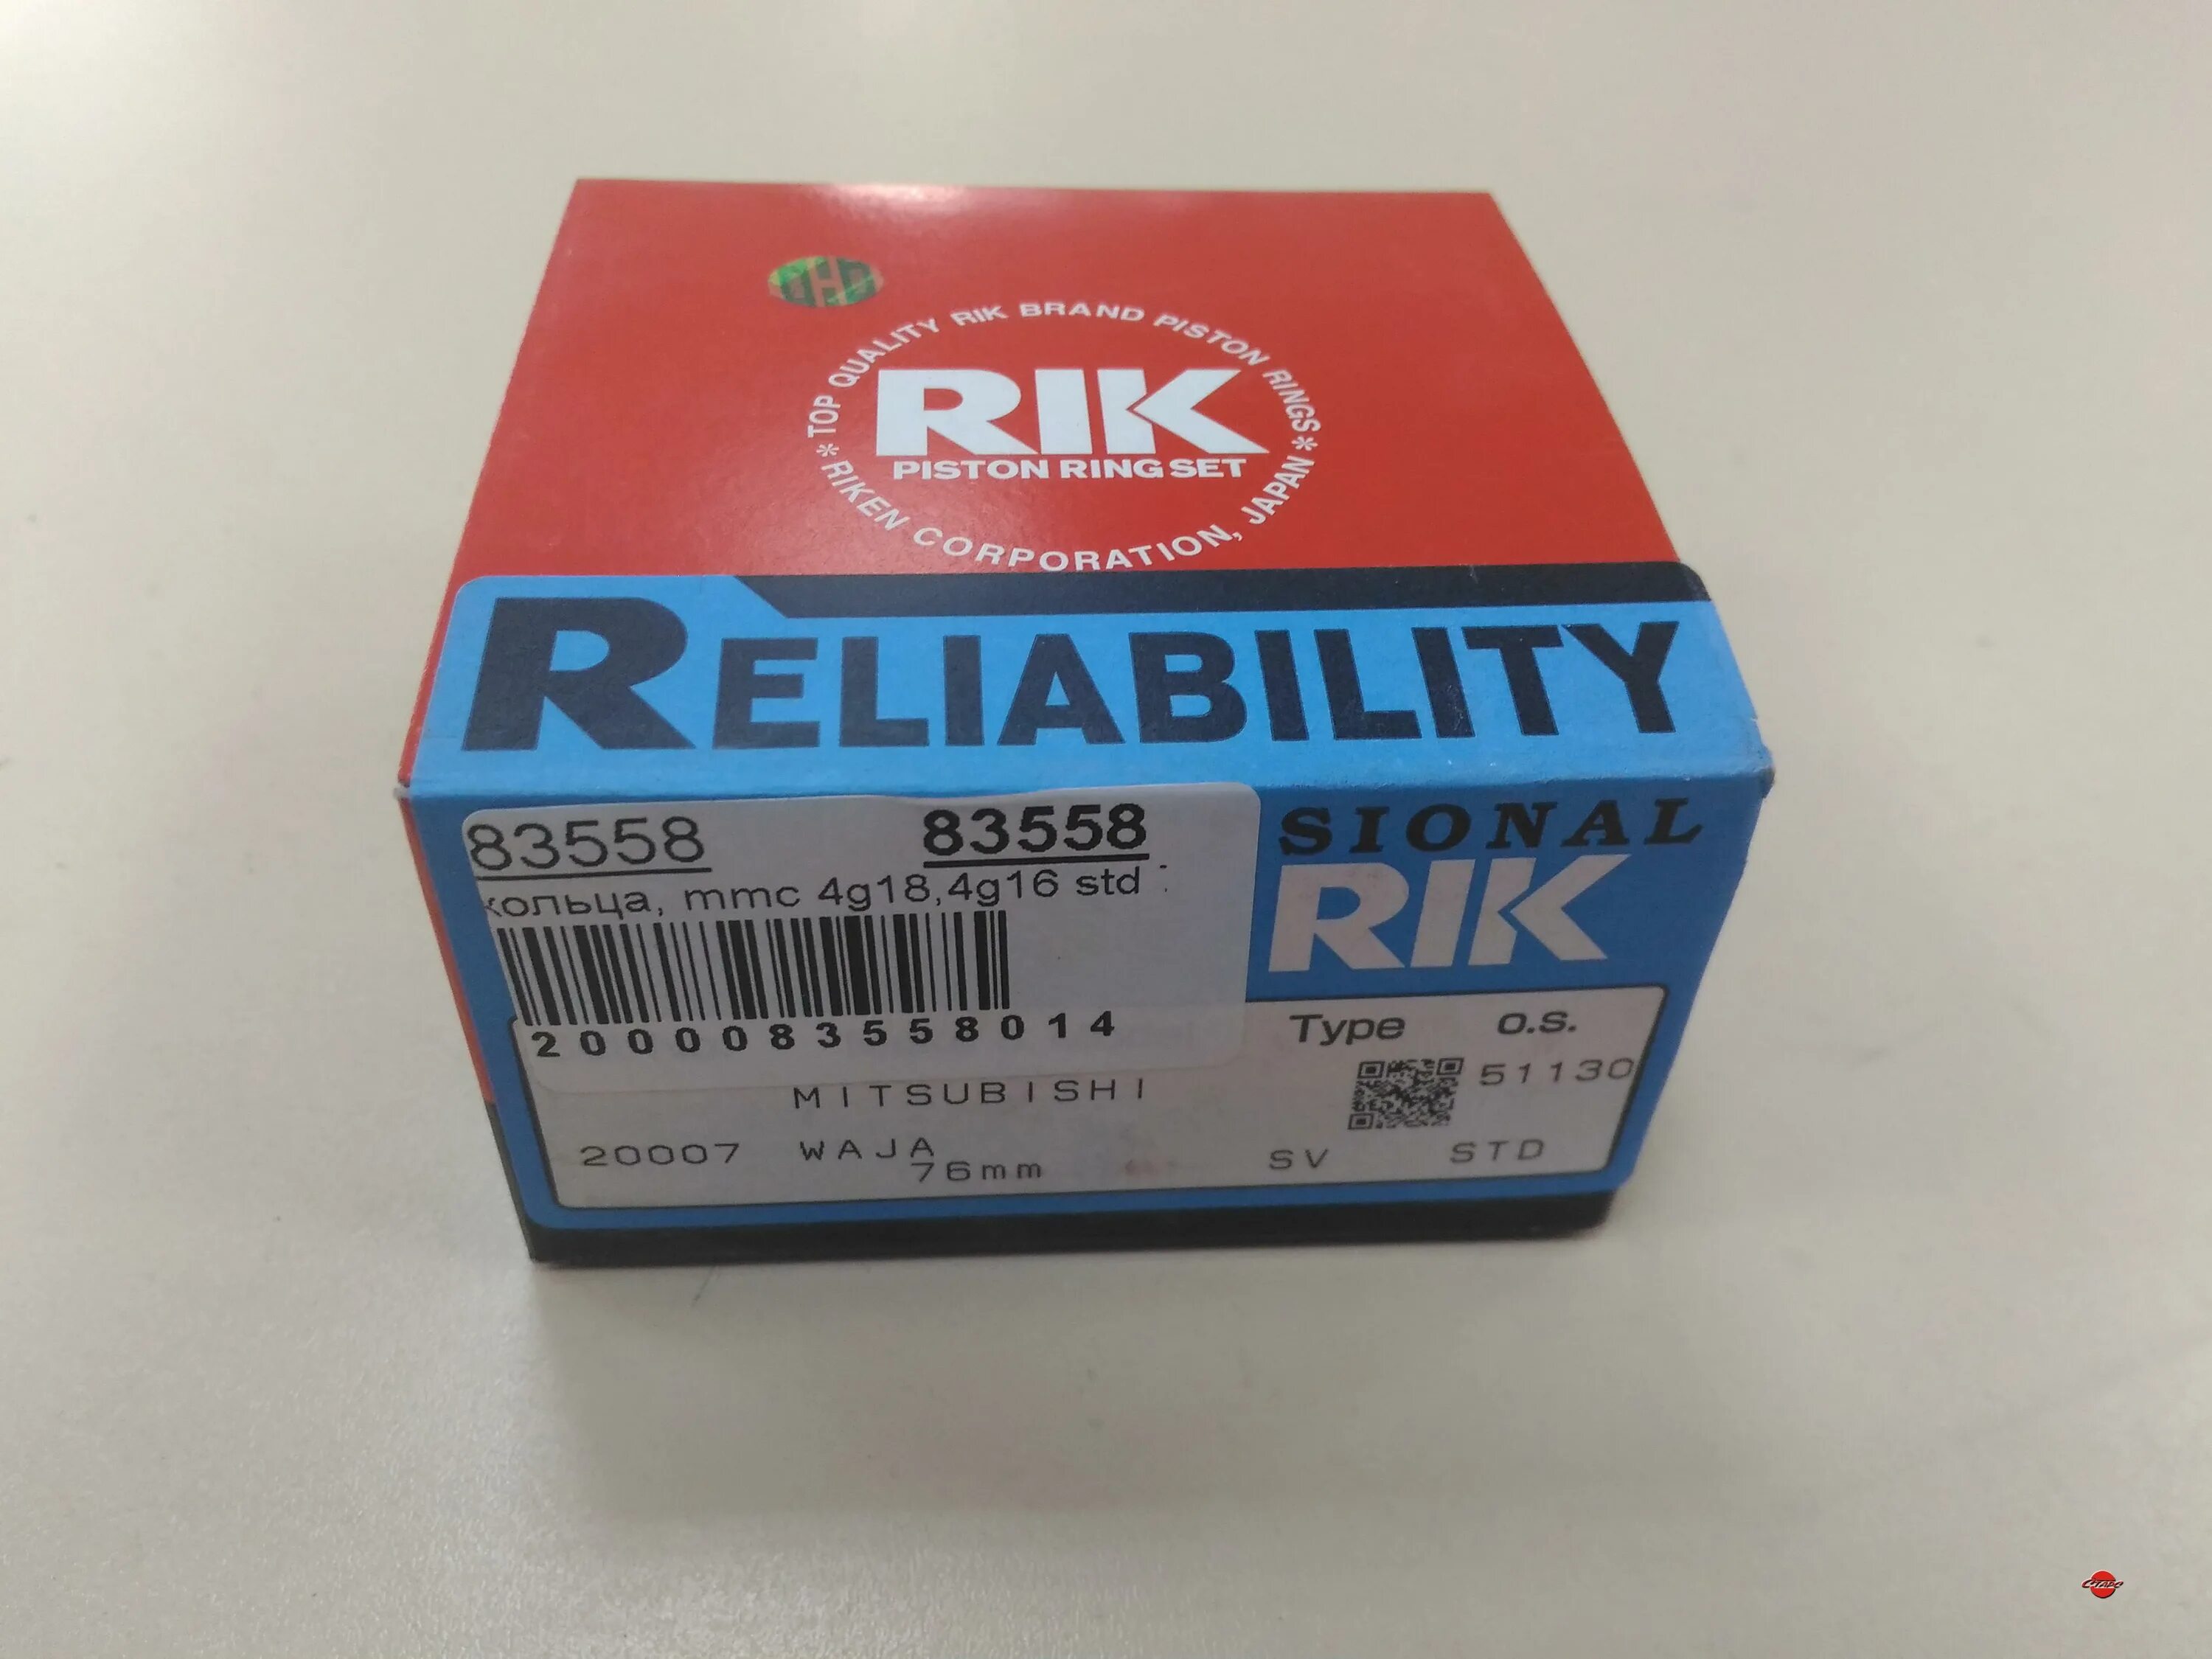 *TOP QUALITY RIK BRAND PISTON RINGS*
RIK
PISTON RING SET
RIKEN CORPORATION, JAPAN
RELIABILITY
83558 83558
кольца, mmc 4g18,4g16 std
SIONAL
RIK
2000083558014
Type O.S.
51130
MITSUBISHI
20007 WAJA
76mm
SV STD